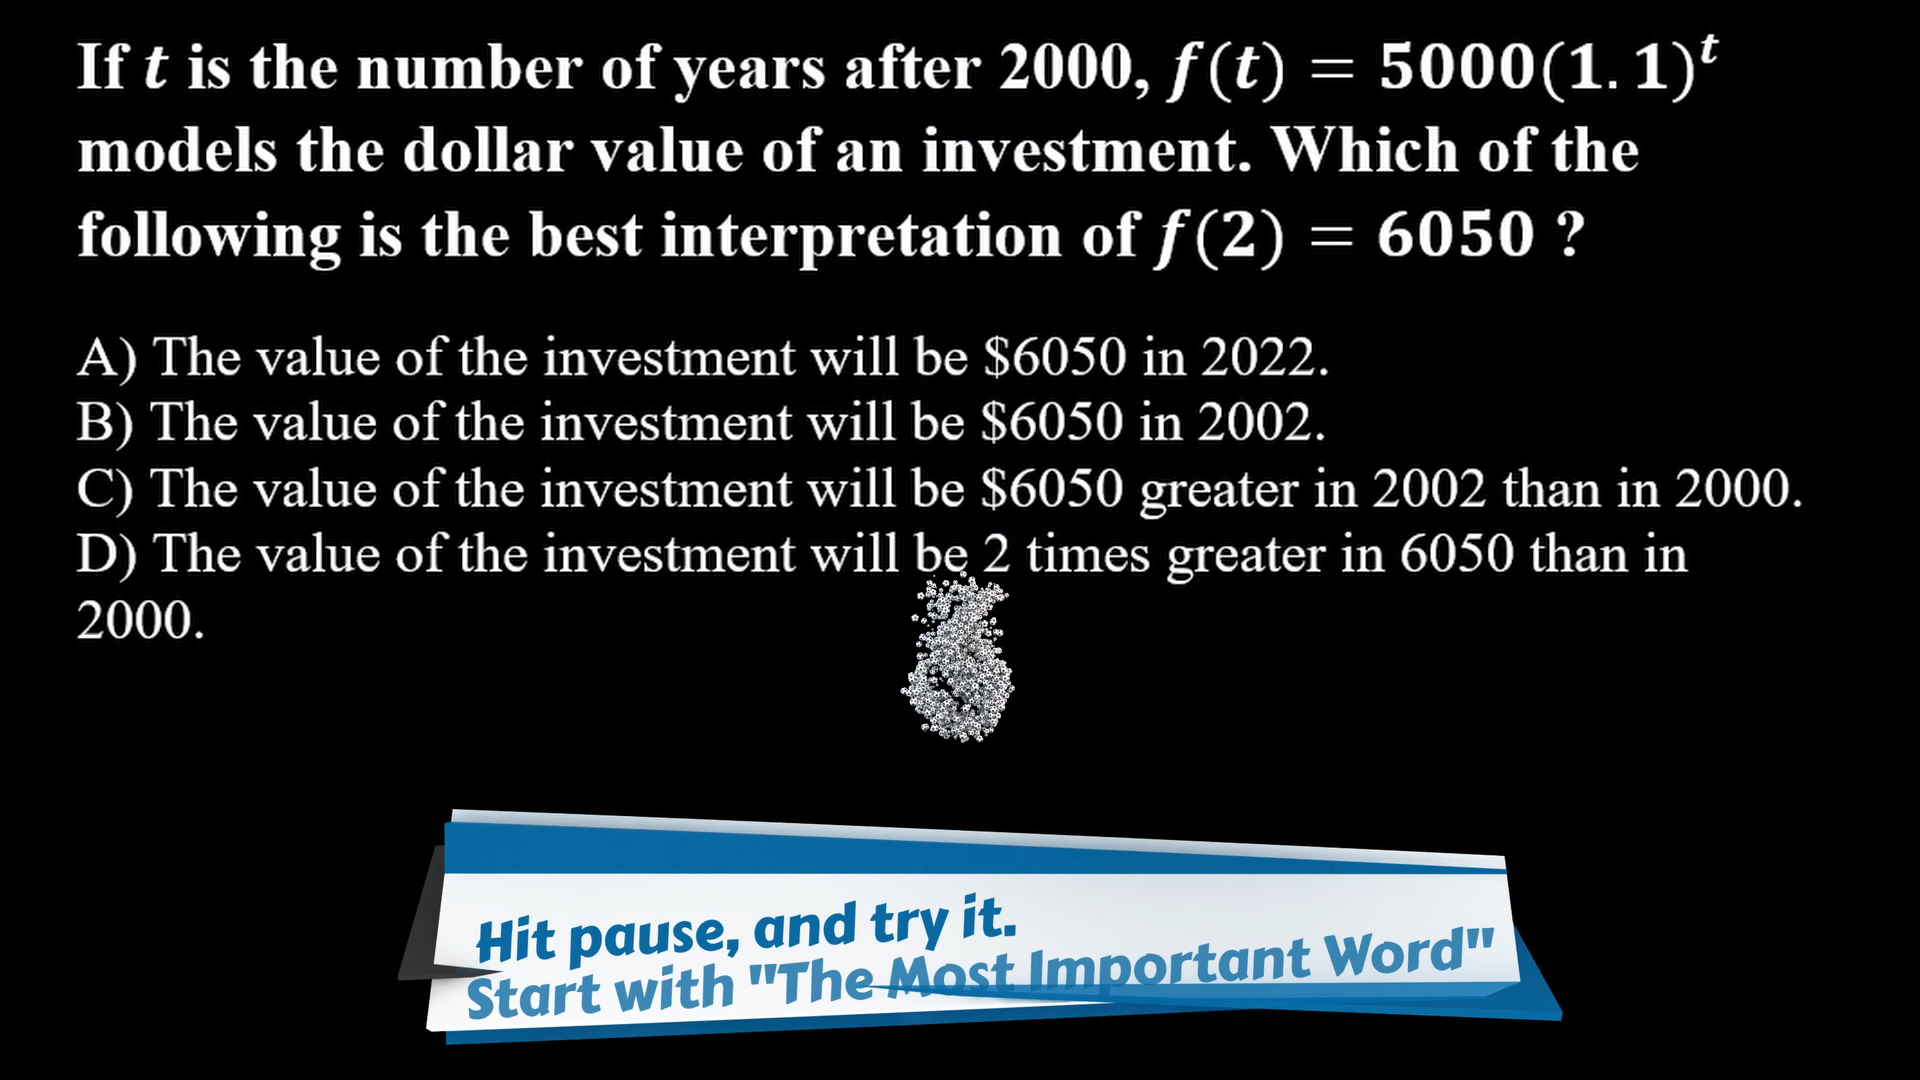 If t is the number of years after 2000, f(t) = 5000(1.1)^t
models the dollar value of an investment. Which of the
following is the best interpretation of f(2) = 6050 ?
A) The value of the investment will be $6050 in 2022.
B) The value of the investment will be $6050 in 2002.
C) The value of the investment will be $6050 greater in 2002 than in 2000.
D) The value of the investment will be 2 times greater in 6050 than in
2000.
Hit pause, and try it.
Start with "The Most Important Word"